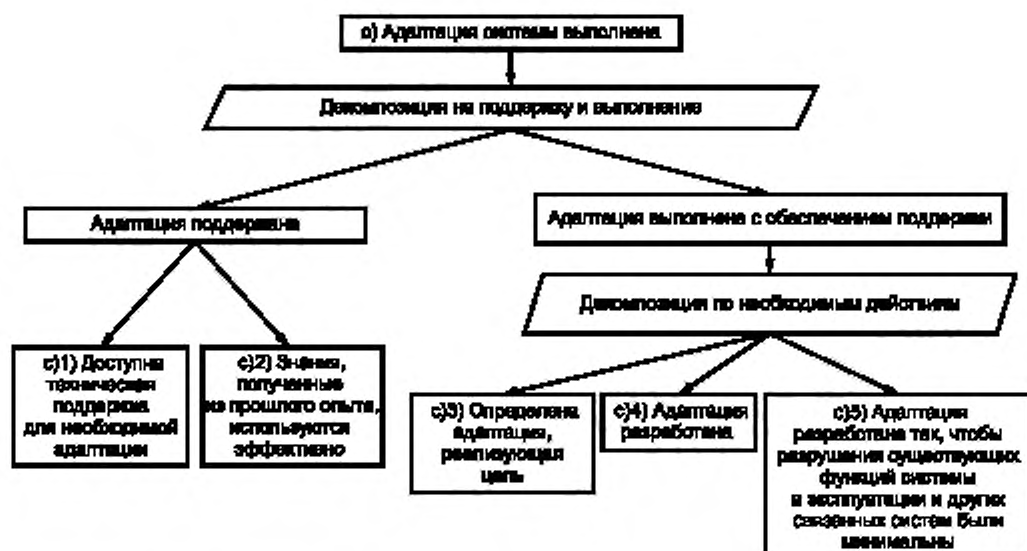 c) Адаптация системы выполнена
Декомпозиция на поддержку и выполнение
Адаптация поддержана
Адаптация выполнена с обеспечением поддержки
Декомпозиция по необходимым действиям
c)1) Доступна
техническая
поддержка
для необходимой
адаптации
c)2) Знания,
полученные
из прошлого опыта,
используются
эффективно
c)3) Определена
адаптация,
реализующая
цель
c)4) Адаптация
разработана
c)5) Адаптация
разработана так, чтобы
разрушения существующих
функций системы
в эксплуатации и других
связанных систем были
минимальны